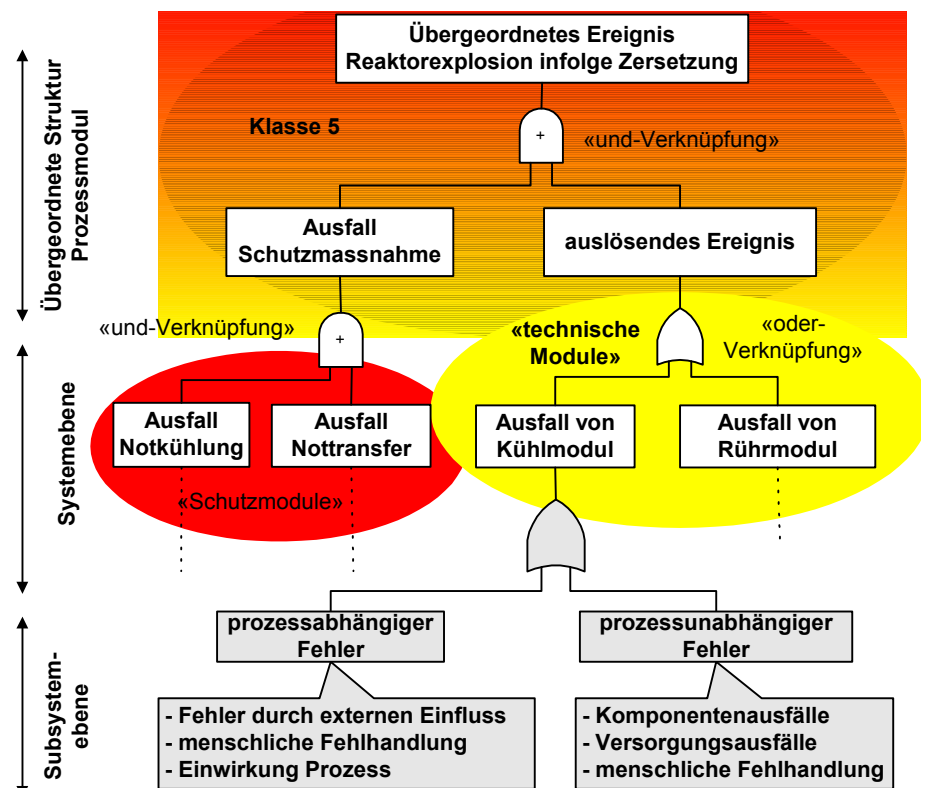 Übergeordnetes Ereignis
Reaktorexplosion infolge Zersetzung
Übergeordnete Struktur
Prozessmodul
Klasse 5
+
«und-Verknüpfung»
Ausfall
Schutzmassnahme
auslösendes Ereignis
«und-Verknüpfung»
+
«technische
Module»
«oder-
Verknüpfung»
Systemebene
Ausfall
Notkühlung
Ausfall
Nottransfer
Ausfall von
Kühlmodul
Ausfall von
Rührmodul
«Schutzmodule»
Subsystem-
ebene
prozessabhängiger
Fehler
prozessunabhängiger
Fehler
- Fehler durch externen Einfluss
- menschliche Fehlhandlung
- Einwirkung Prozess
- Komponentenausfälle
- Versorgungsausfälle
- menschliche Fehlhandlung